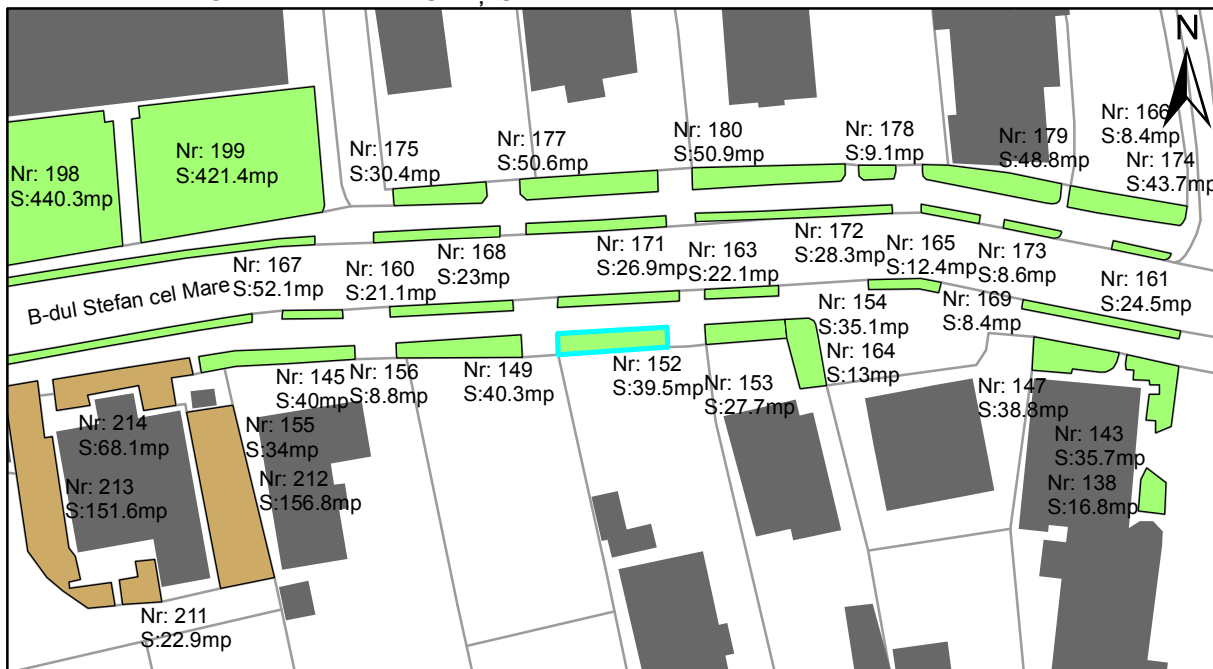 N
Nr: 166
S:8.4mp
Nr: 180
S:50.9mp
Nr: 178
S:9.1mp
Nr: 179
S:48.8mp
Nr: 177
S:50.6mp
Nr: 175
S:30.4mp
Nr: 199
S:421.4mp
Nr: 174
S:43.7mp
Nr: 198
S:440.3mp
Nr: 172
S:28.3mp
Nr: 168
S:23mp
Nr: 171
S:26.9mp
Nr: 163
S:22.1mp
Nr: 165
S:12.4mp
Nr: 173
S:8.6mp
Nr: 167
S:52.1mp
Nr: 160
S:21.1mp
Nr: 161
S:24.5mp
B-dul Stefan cel Mare
Nr: 154
S:35.1mp
Nr: 169
S:8.4mp
Nr: 164
S:13mp
Nr: 145
S:40mp
Nr: 156
S:8.8mp
Nr: 149
S:40.3mp
Nr: 152
S:39.5mp
Nr: 153
S:27.7mp
Nr: 147
S:38.8mp
Nr: 214
S:68.1mp
Nr: 155
S:34mp
Nr: 143
S:35.7mp
Nr: 212
S:156.8mp
Nr: 213
S:151.6mp
Nr: 138
S:16.8mp
Nr: 211
S:22.9mp